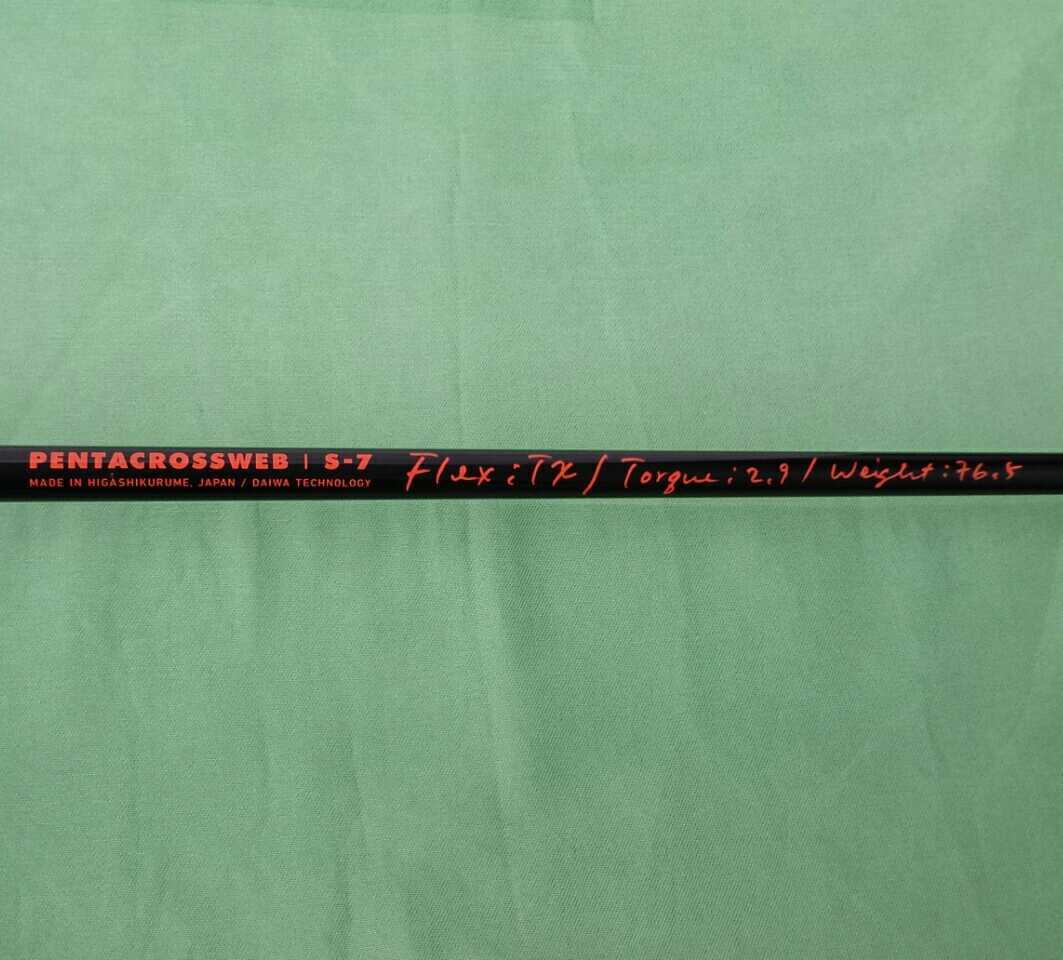 PENTACROSSWEB | S-7 Flex:Tx / Torque:2.9 / Weight:76.5
MADE IN HIGASHIKURUME, JAPAN / DAIWA TECHNOLOGY